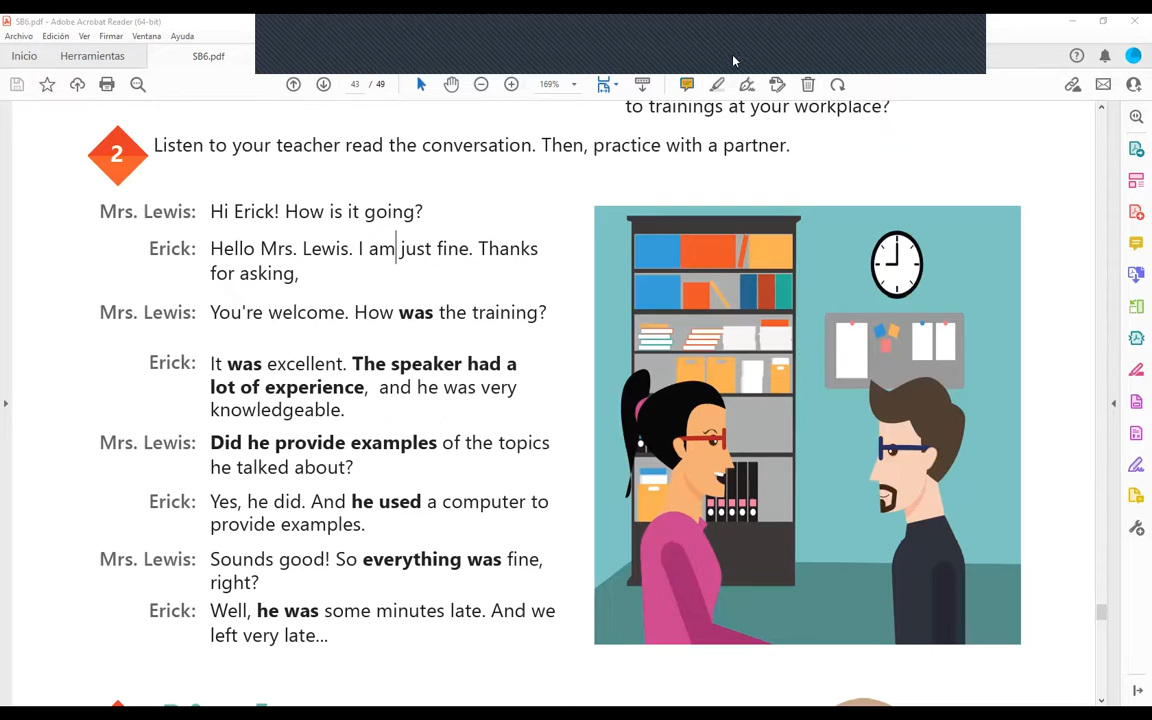 SB6.pdf - Adobe Acrobat Reader (64-bit)
Archivo Edición Ver Firmar Ventana Ayuda
Inicio Herramientas SB6.pdf
43 / 49 169%
to trainings at your workplace?
2 Listen to your teacher read the conversation. Then, practice with a partner.
Mrs. Lewis: Hi Erick! How is it going?
Erick: Hello Mrs. Lewis. I am just fine. Thanks
for asking,
Mrs. Lewis: You're welcome. How was the training?
Erick: It was excellent. The speaker had a
lot of experience, and he was very
knowledgeable.
Mrs. Lewis: Did he provide examples of the topics
he talked about?
Erick: Yes, he did. And he used a computer to
provide examples.
Mrs. Lewis: Sounds good! So everything was fine,
right?
Erick: Well, he was some minutes late. And we
left very late...